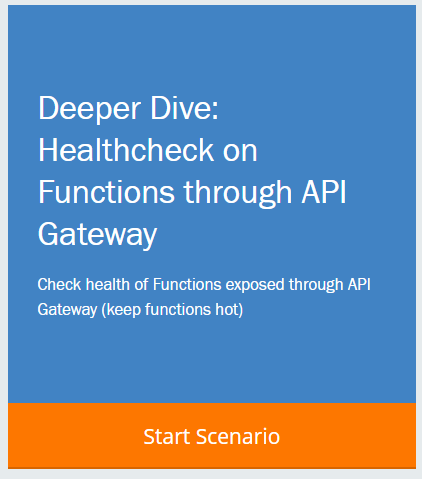 Deeper Dive:
Healthcheck on
Functions through API
Gateway
Check health of Functions exposed through API
Gateway (keep functions hot)
Start Scenario